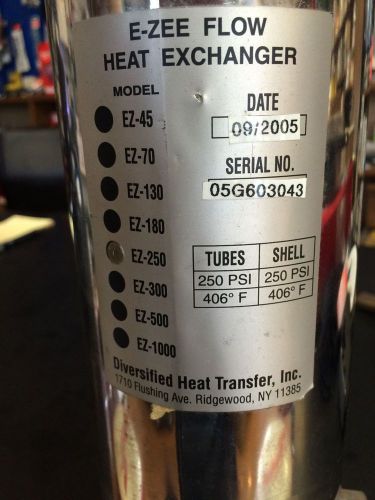 E-ZEE FLOW
HEAT EXCHANGER
MODEL
EZ-45
EZ-70
EZ-130
EZ-180
EZ-250
EZ-300
EZ-500
EZ-1000
DATE
09/2005
SERIAL NO.
05G603043
TUBES SHELL
250 PSI 250 PSI
406° F 406° F
Diversified Heat Transfer, Inc.
1710 Flushing Ave. Ridgewood, NY 11385